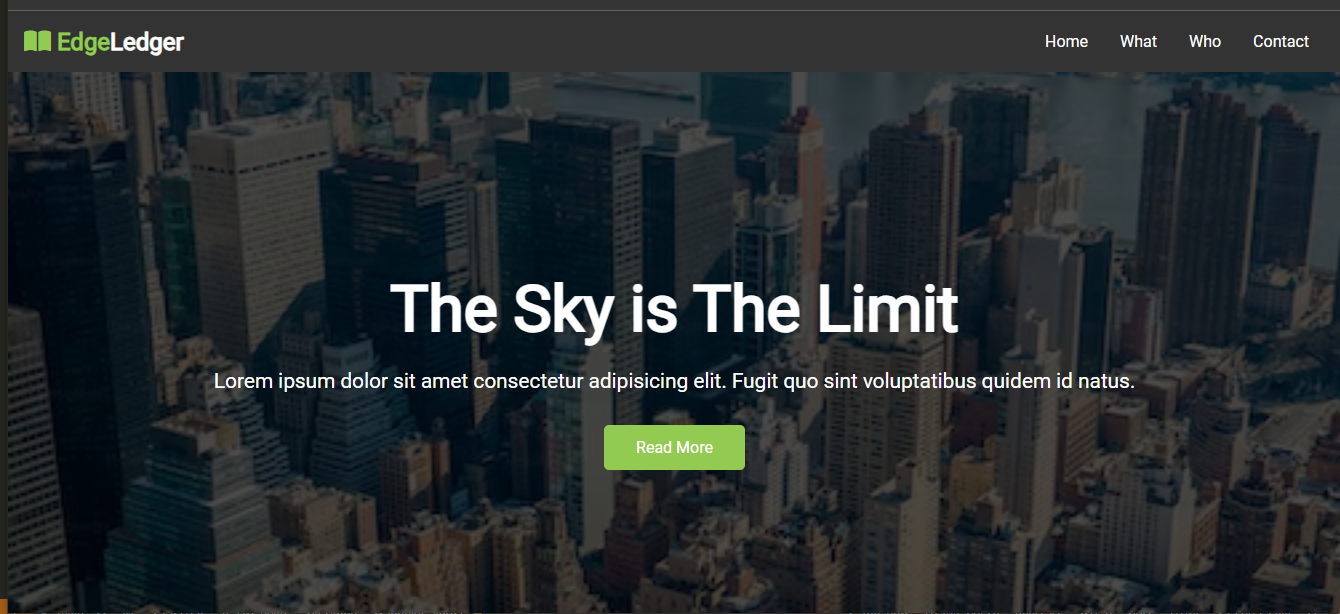 EdgeLedger
Home What Who Contact
The Sky is The Limit
Lorem ipsum dolor sit amet consectetur adipisicing elit. Fugit quo sint voluptatibus quidem id natus.
Read More